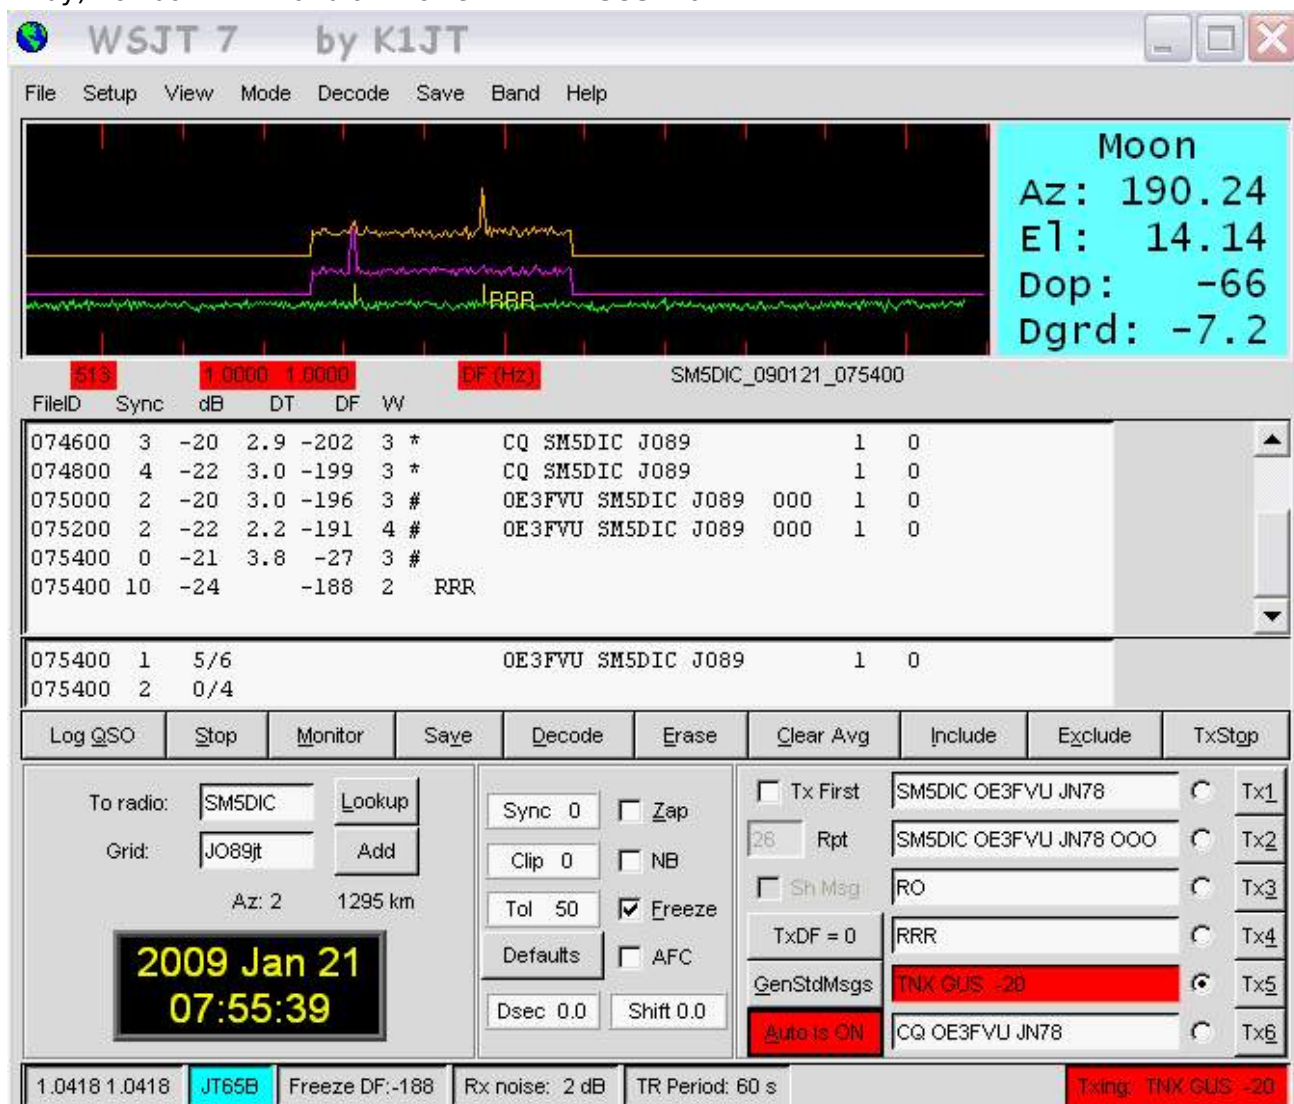 WSJT 7 by K1JT
File Setup View Mode Decode Save Band Help
Moon
Az: 190.24
El: 14.14
Dop: -66
Dgrd: -7.2
RRR
513 1.0000 1.0000 DF (Hz) SM5DIC_090121_075400
FileID Sync dB DT DF W
074600 3 -20 2.9 -202 3 * CQ SM5DIC JO89 1 0
074800 4 -22 3.0 -199 3 * CQ SM5DIC JO89 1 0
075000 2 -20 3.0 -196 3 # OE3FVU SM5DIC JO89 OOO 1 0
075200 2 -22 2.2 -191 4 # OE3FVU SM5DIC JO89 OOO 1 0
075400 0 -21 3.8 -27 3 #
075400 10 -24 -188 2 RRR
075400 1 5/6 OE3FVU SM5DIC JO89 1 0
075400 2 0/4
Log QSO Stop Monitor Save Decode Erase Clear Avg Include Exclude TxStop
To radio: SM5DIC Lookup
Grid: JO89jt Add
Az: 2 1295 km
2009 Jan 21
07:55:39
Sync 0 Zap
Clip 0 NB
Tol 50 Freeze
Defaults AFC
Dsec 0.0 Shift 0.0
Tx First SM5DIC OE3FVU JN78 Tx1
26 Rpt SM5DIC OE3FVU JN78 OOO Tx2
Sh Msg RO Tx3
TxDF = 0 RRR Tx4
GenStdMsgs TNX GUS -20 Tx5
Auto is ON CQ OE3FVU JN78 Tx6
1.0418 1.0418 JT65B Freeze DF:-188 Rx noise: 2 dB TR Period: 60 s Txing: TNX GUS -20